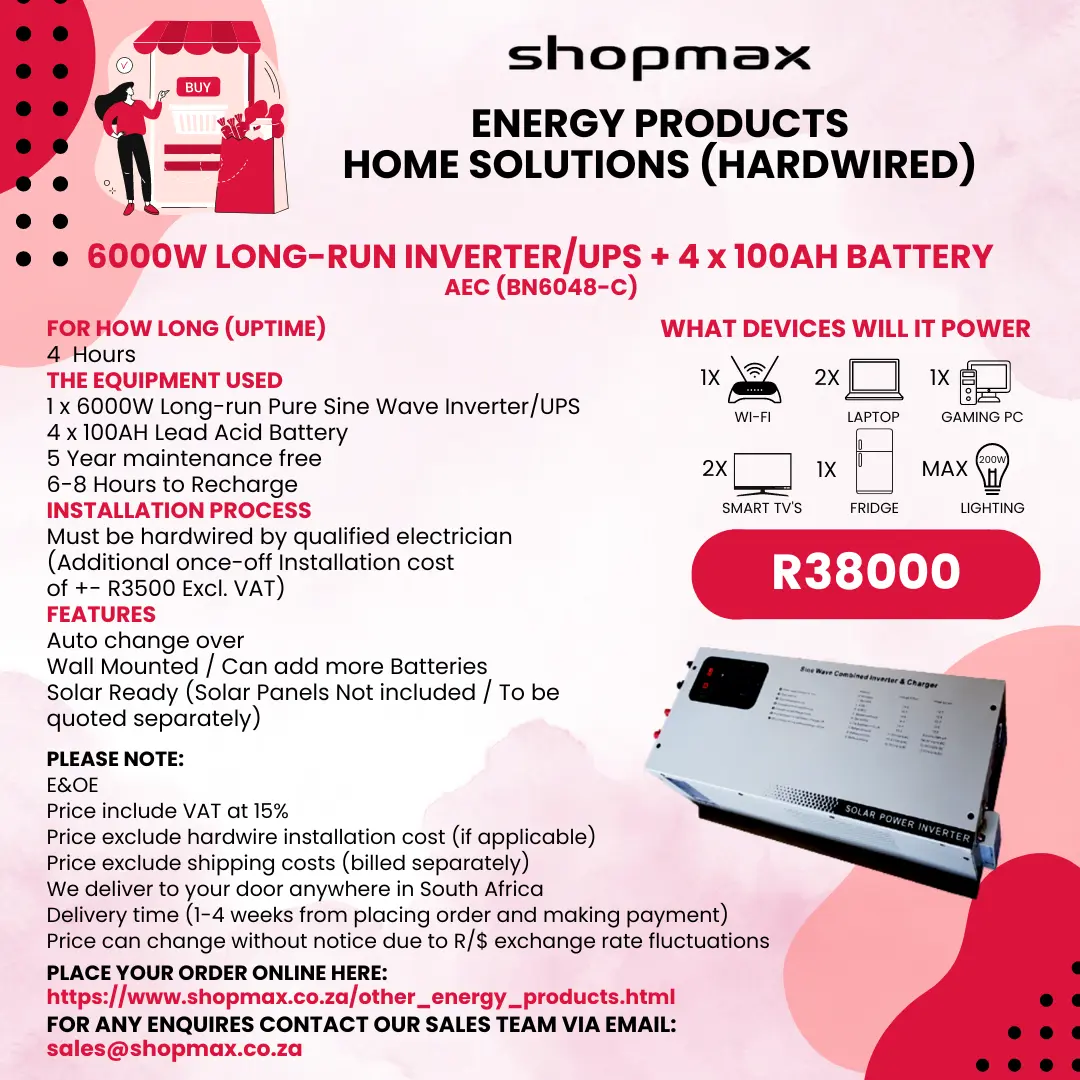 BUY
shopmax
ENERGY PRODUCTS
HOME SOLUTIONS (HARDWIRED)
6000W LONG-RUN INVERTER/UPS + 4 x 100AH BATTERY
AEC (BN6048-C)
FOR HOW LONG (UPTIME)
4 Hours
THE EQUIPMENT USED
1 x 6000W Long-run Pure Sine Wave Inverter/UPS
4 x 100AH Lead Acid Battery
5 Year maintenance free
6-8 Hours to Recharge
INSTALLATION PROCESS
Must be hardwired by qualified electrician
(Additional once-off Installation cost
of +- R3500 Excl. VAT)
FEATURES
Auto change over
Wall Mounted / Can add more Batteries
Solar Ready (Solar Panels Not included / To be
quoted separately)
WHAT DEVICES WILL IT POWER
1X 2X 1X
WI-FI LAPTOP GAMING PC
2X 1X MAX 200W
SMART TV'S FRIDGE LIGHTING
R38000
Sine Wave Combined Inverter & Charger
SOLAR POWER INVERTER
PLEASE NOTE:
E&OE
Price include VAT at 15%
Price exclude hardwire installation cost (if applicable)
Price exclude shipping costs (billed separately)
We deliver to your door anywhere in South Africa
Delivery time (1-4 weeks from placing order and making payment)
Price can change without notice due to R/$ exchange rate fluctuations
PLACE YOUR ORDER ONLINE HERE:
https://www.shopmax.co.za/other_energy_products.html
FOR ANY ENQUIRES CONTACT OUR SALES TEAM VIA EMAIL:
sales@shopmax.co.za